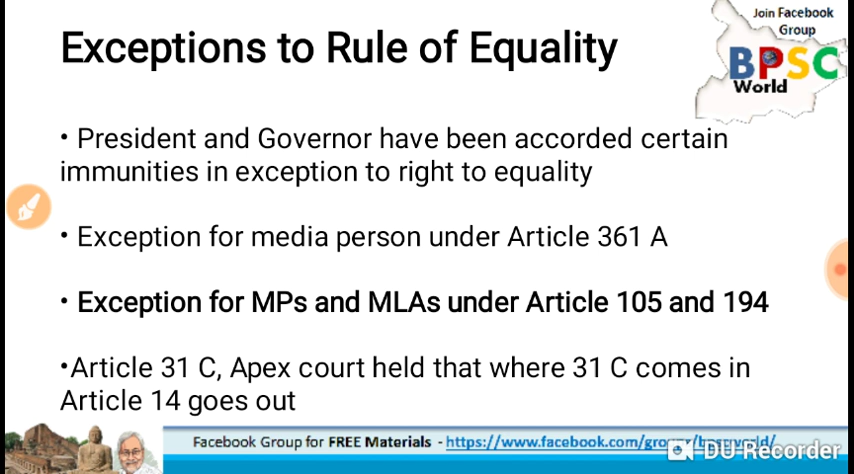 Exceptions to Rule of Equality
Join Facebook
Group
BPSC
World
• President and Governor have been accorded certain
immunities in exception to right to equality
• Exception for media person under Article 361 A
• Exception for MPs and MLAs under Article 105 and 194
•Article 31 C, Apex court held that where 31 C comes in
Article 14 goes out
Facebook Group for FREE Materials - https://www.facebook.com/
DU Recorder